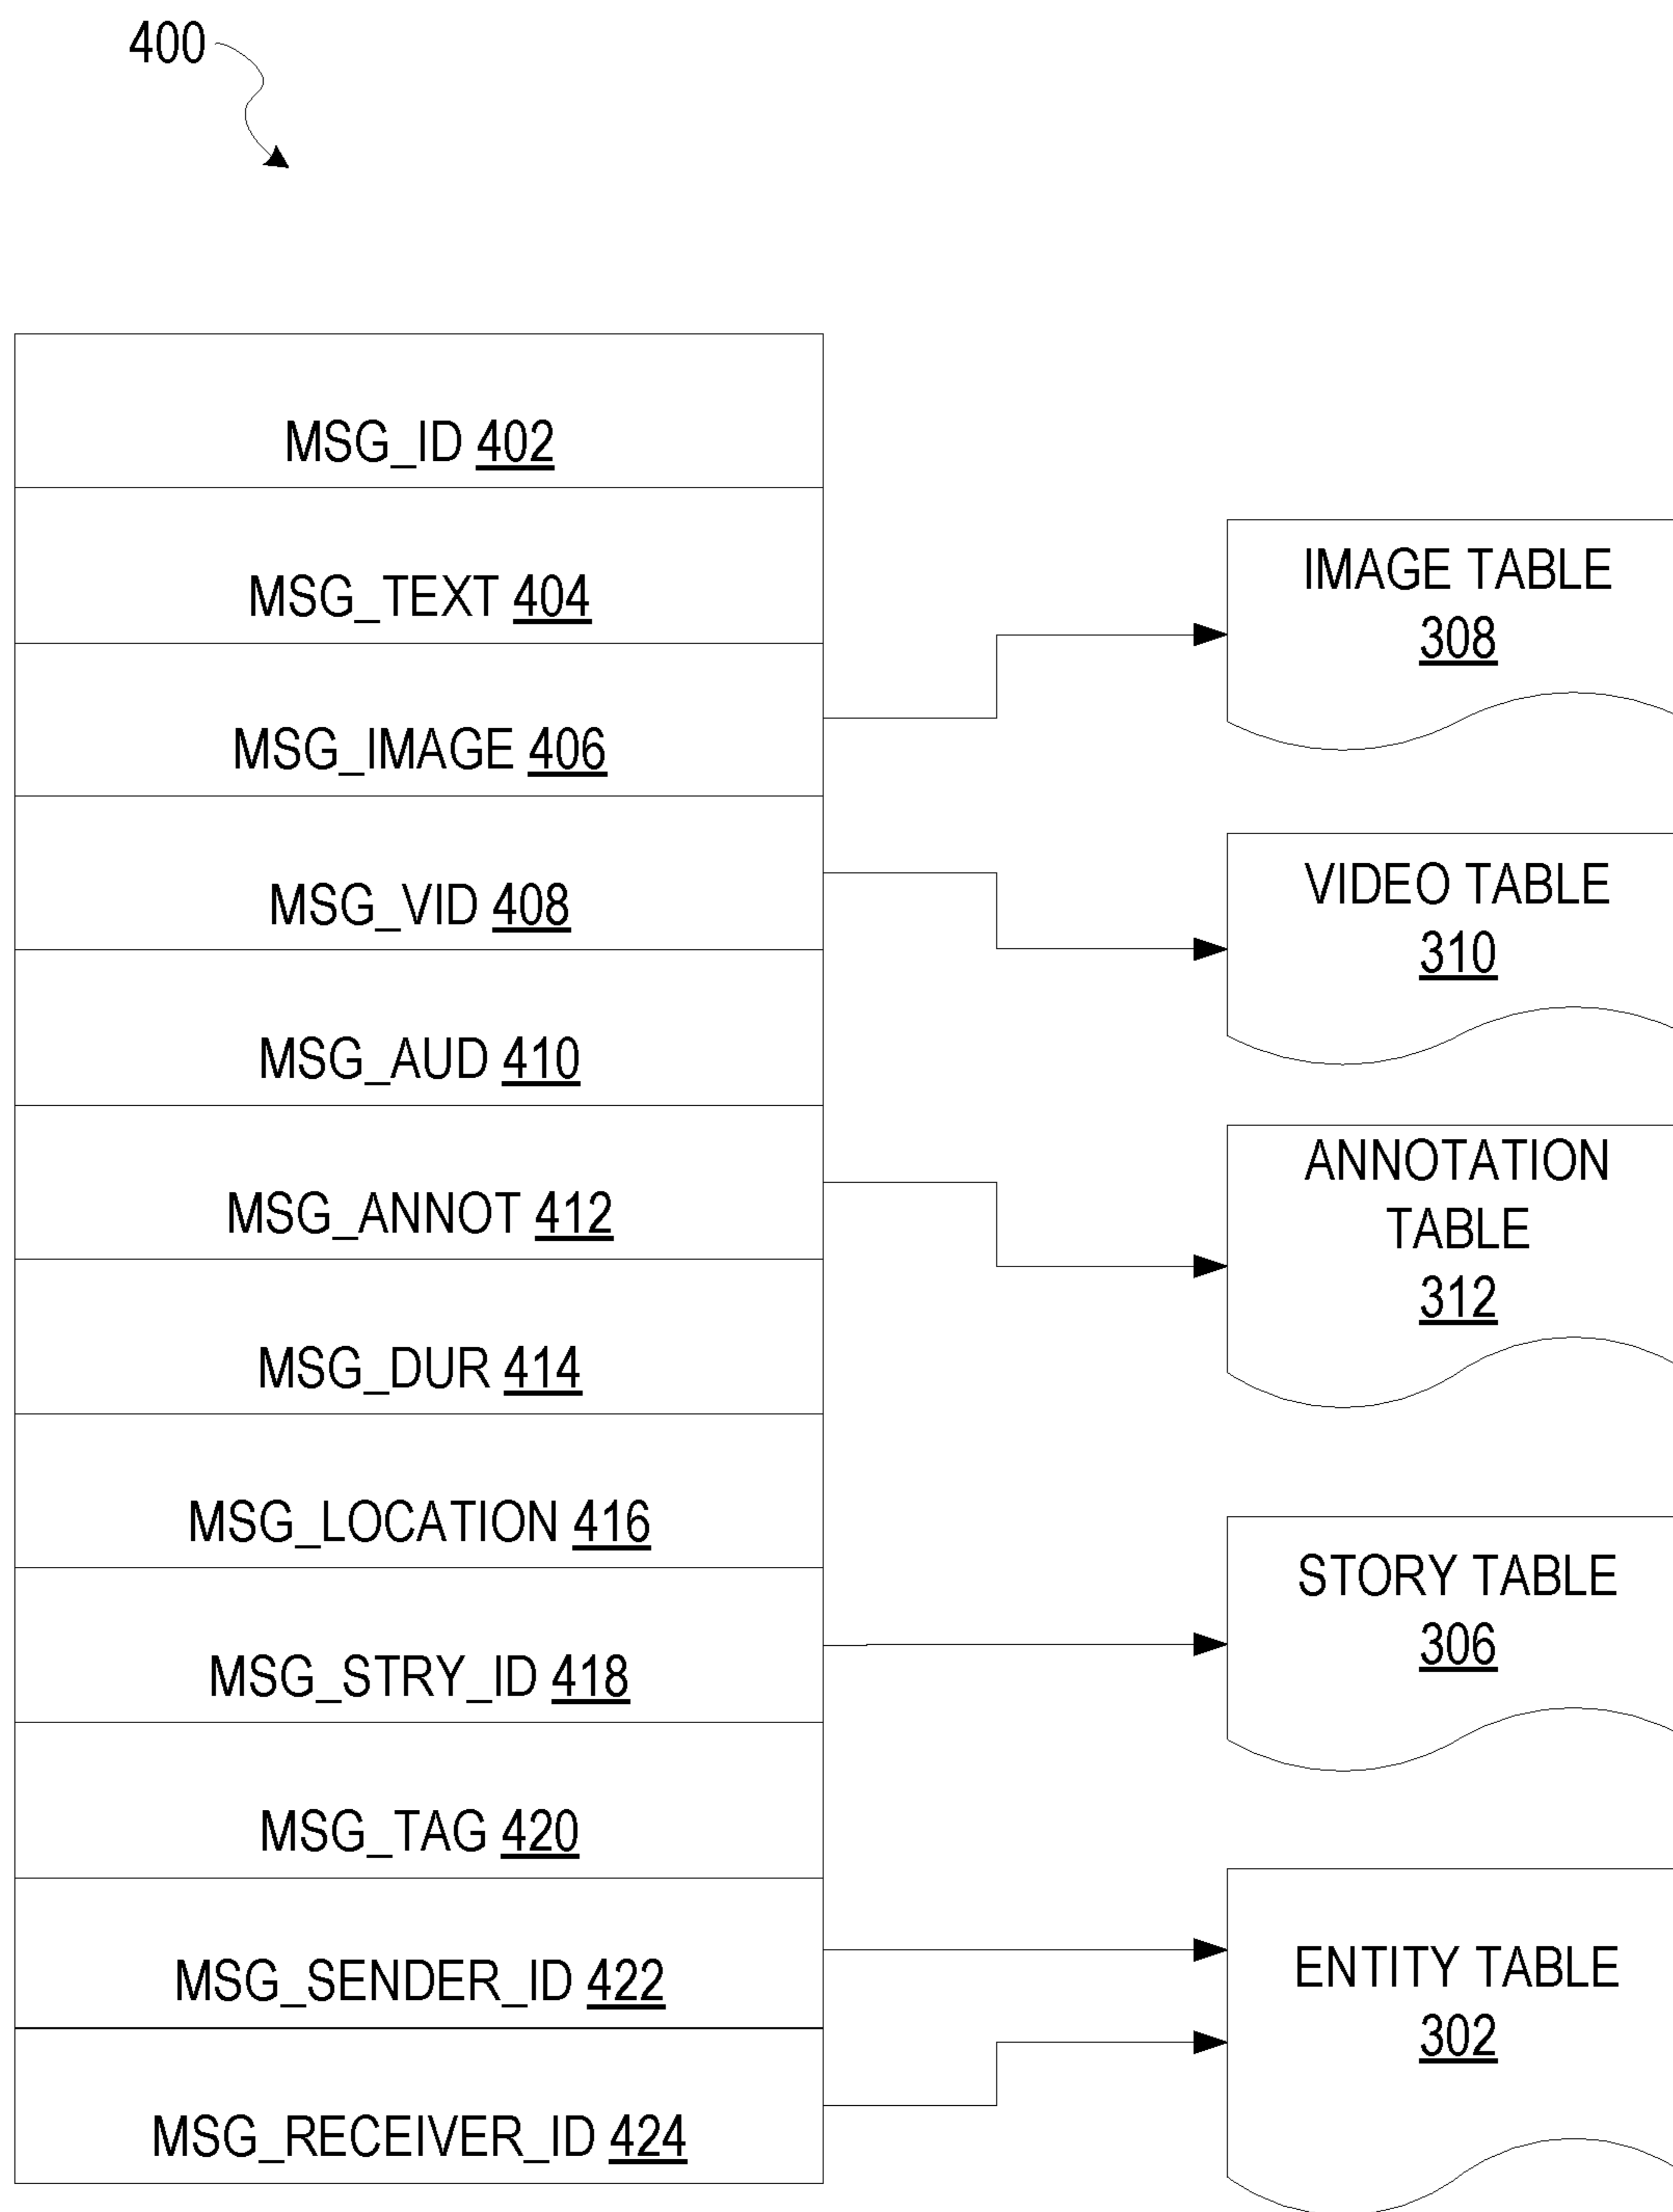 400
MSG_ID 402
MSG_TEXT 404
MSG_IMAGE 406
MSG_VID 408
MSG_AUD 410
MSG_ANNOT 412
MSG_DUR 414
MSG_LOCATION 416
MSG_STRY_ID 418
MSG_TAG 420
MSG_SENDER_ID 422
MSG_RECEIVER_ID 424
IMAGE TABLE
308
VIDEO TABLE
310
ANNOTATION
TABLE
312
STORY TABLE
306
ENTITY TABLE
302